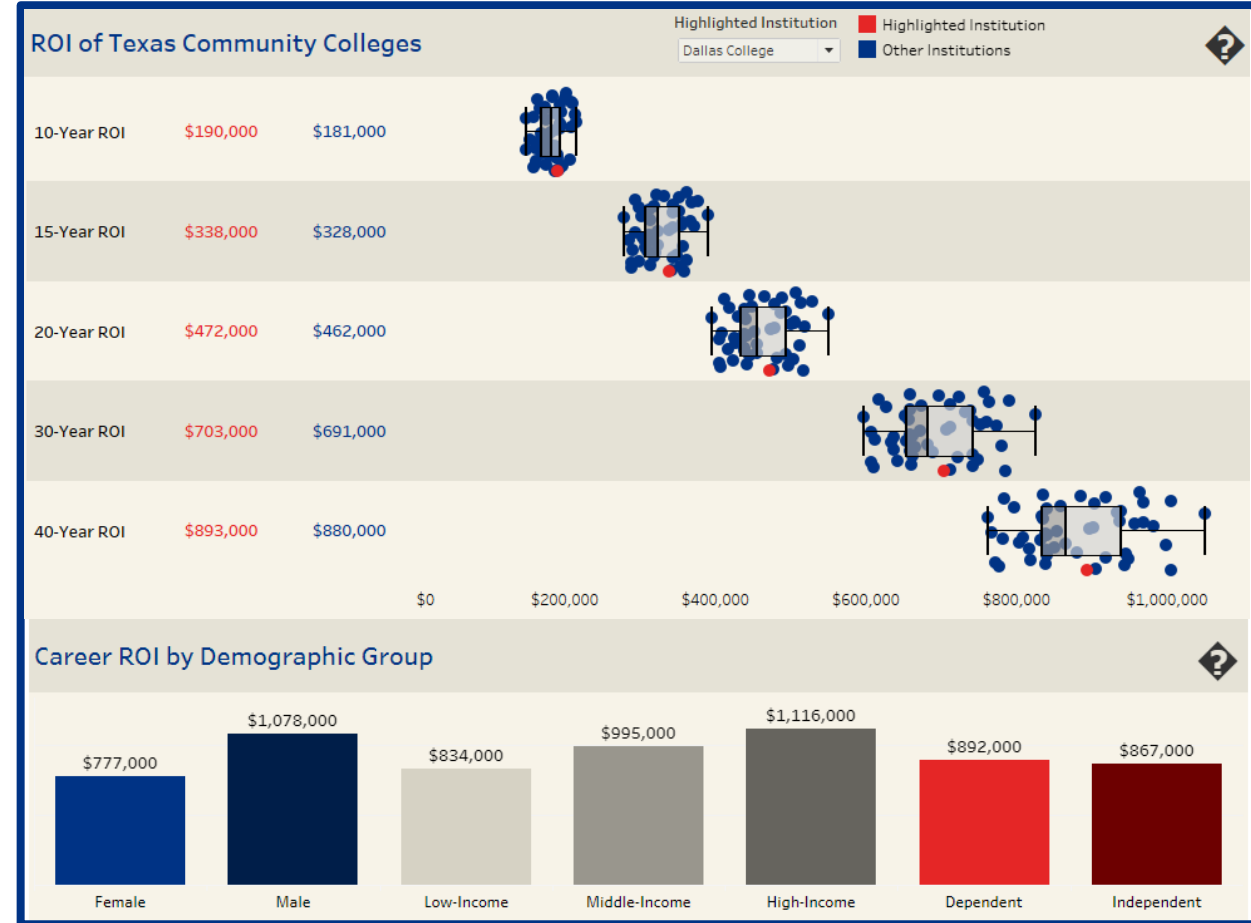 ROI of Texas Community Colleges
Highlighted Institution
Dallas College
Highlighted Institution
Other Institutions
?
10-Year ROI $190,000 $181,000
15-Year ROI $338,000 $328,000
20-Year ROI $472,000 $462,000
30-Year ROI $703,000 $691,000
40-Year ROI $893,000 $880,000
$0 $200,000 $400,000 $600,000 $800,000 $1,000,000
Career ROI by Demographic Group
?
$777,000 $1,078,000 $834,000 $995,000 $1,116,000 $892,000 $867,000
Female Male Low-Income Middle-Income High-Income Dependent Independent